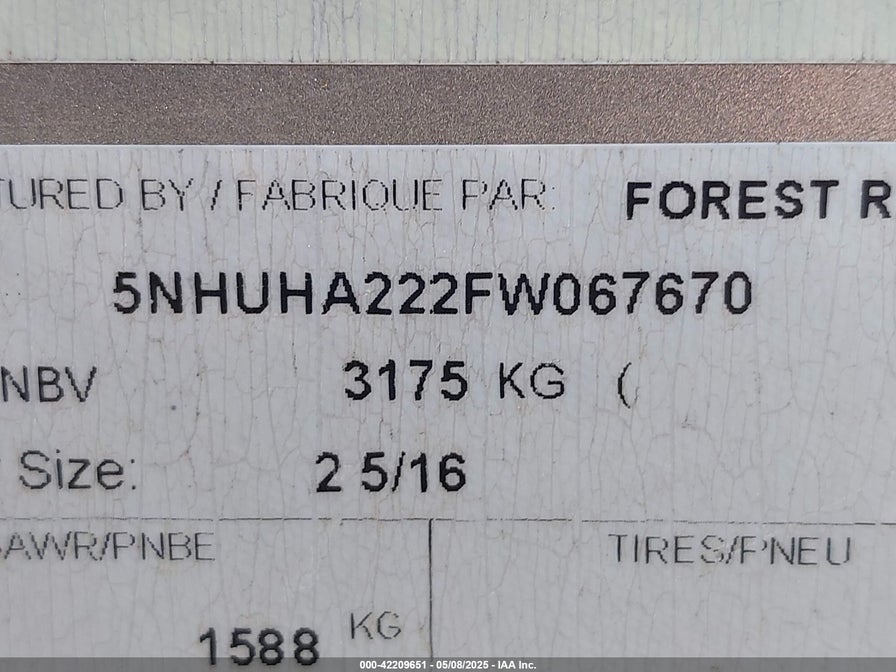 TURED BY / FABRIQUE PAR: FOREST R
5NHUHA222FW067670
NBV 3175 KG (
Size: 2 5/16
AWR/PNBE TIRES/PNEU
1588 KG
000-42209651 - 05/08/2025 - IAA Inc.